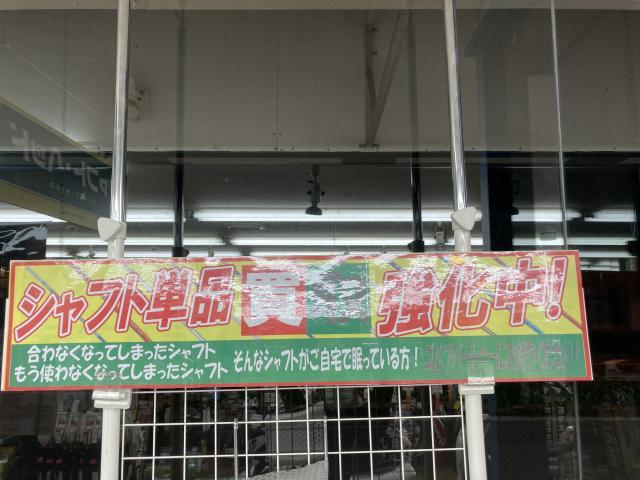 シャフト単品買 強化中!
合わなくなってしまったシャフト
もう使わなくなってしまったシャフト
そんなシャフトがご自宅で眠っている方!